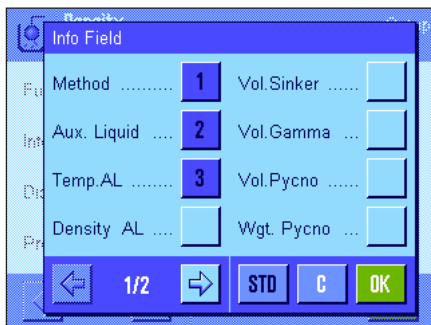 Density
Info Field
Method .......... 1
Vol.Sinker ......
Aux. Liquid .... 2
Vol.Gamma ...
Temp.AL ........ 3
Vol.Pycno ......
Density AL ....
Wgt. Pycno ...
1/2
STD
C
OK